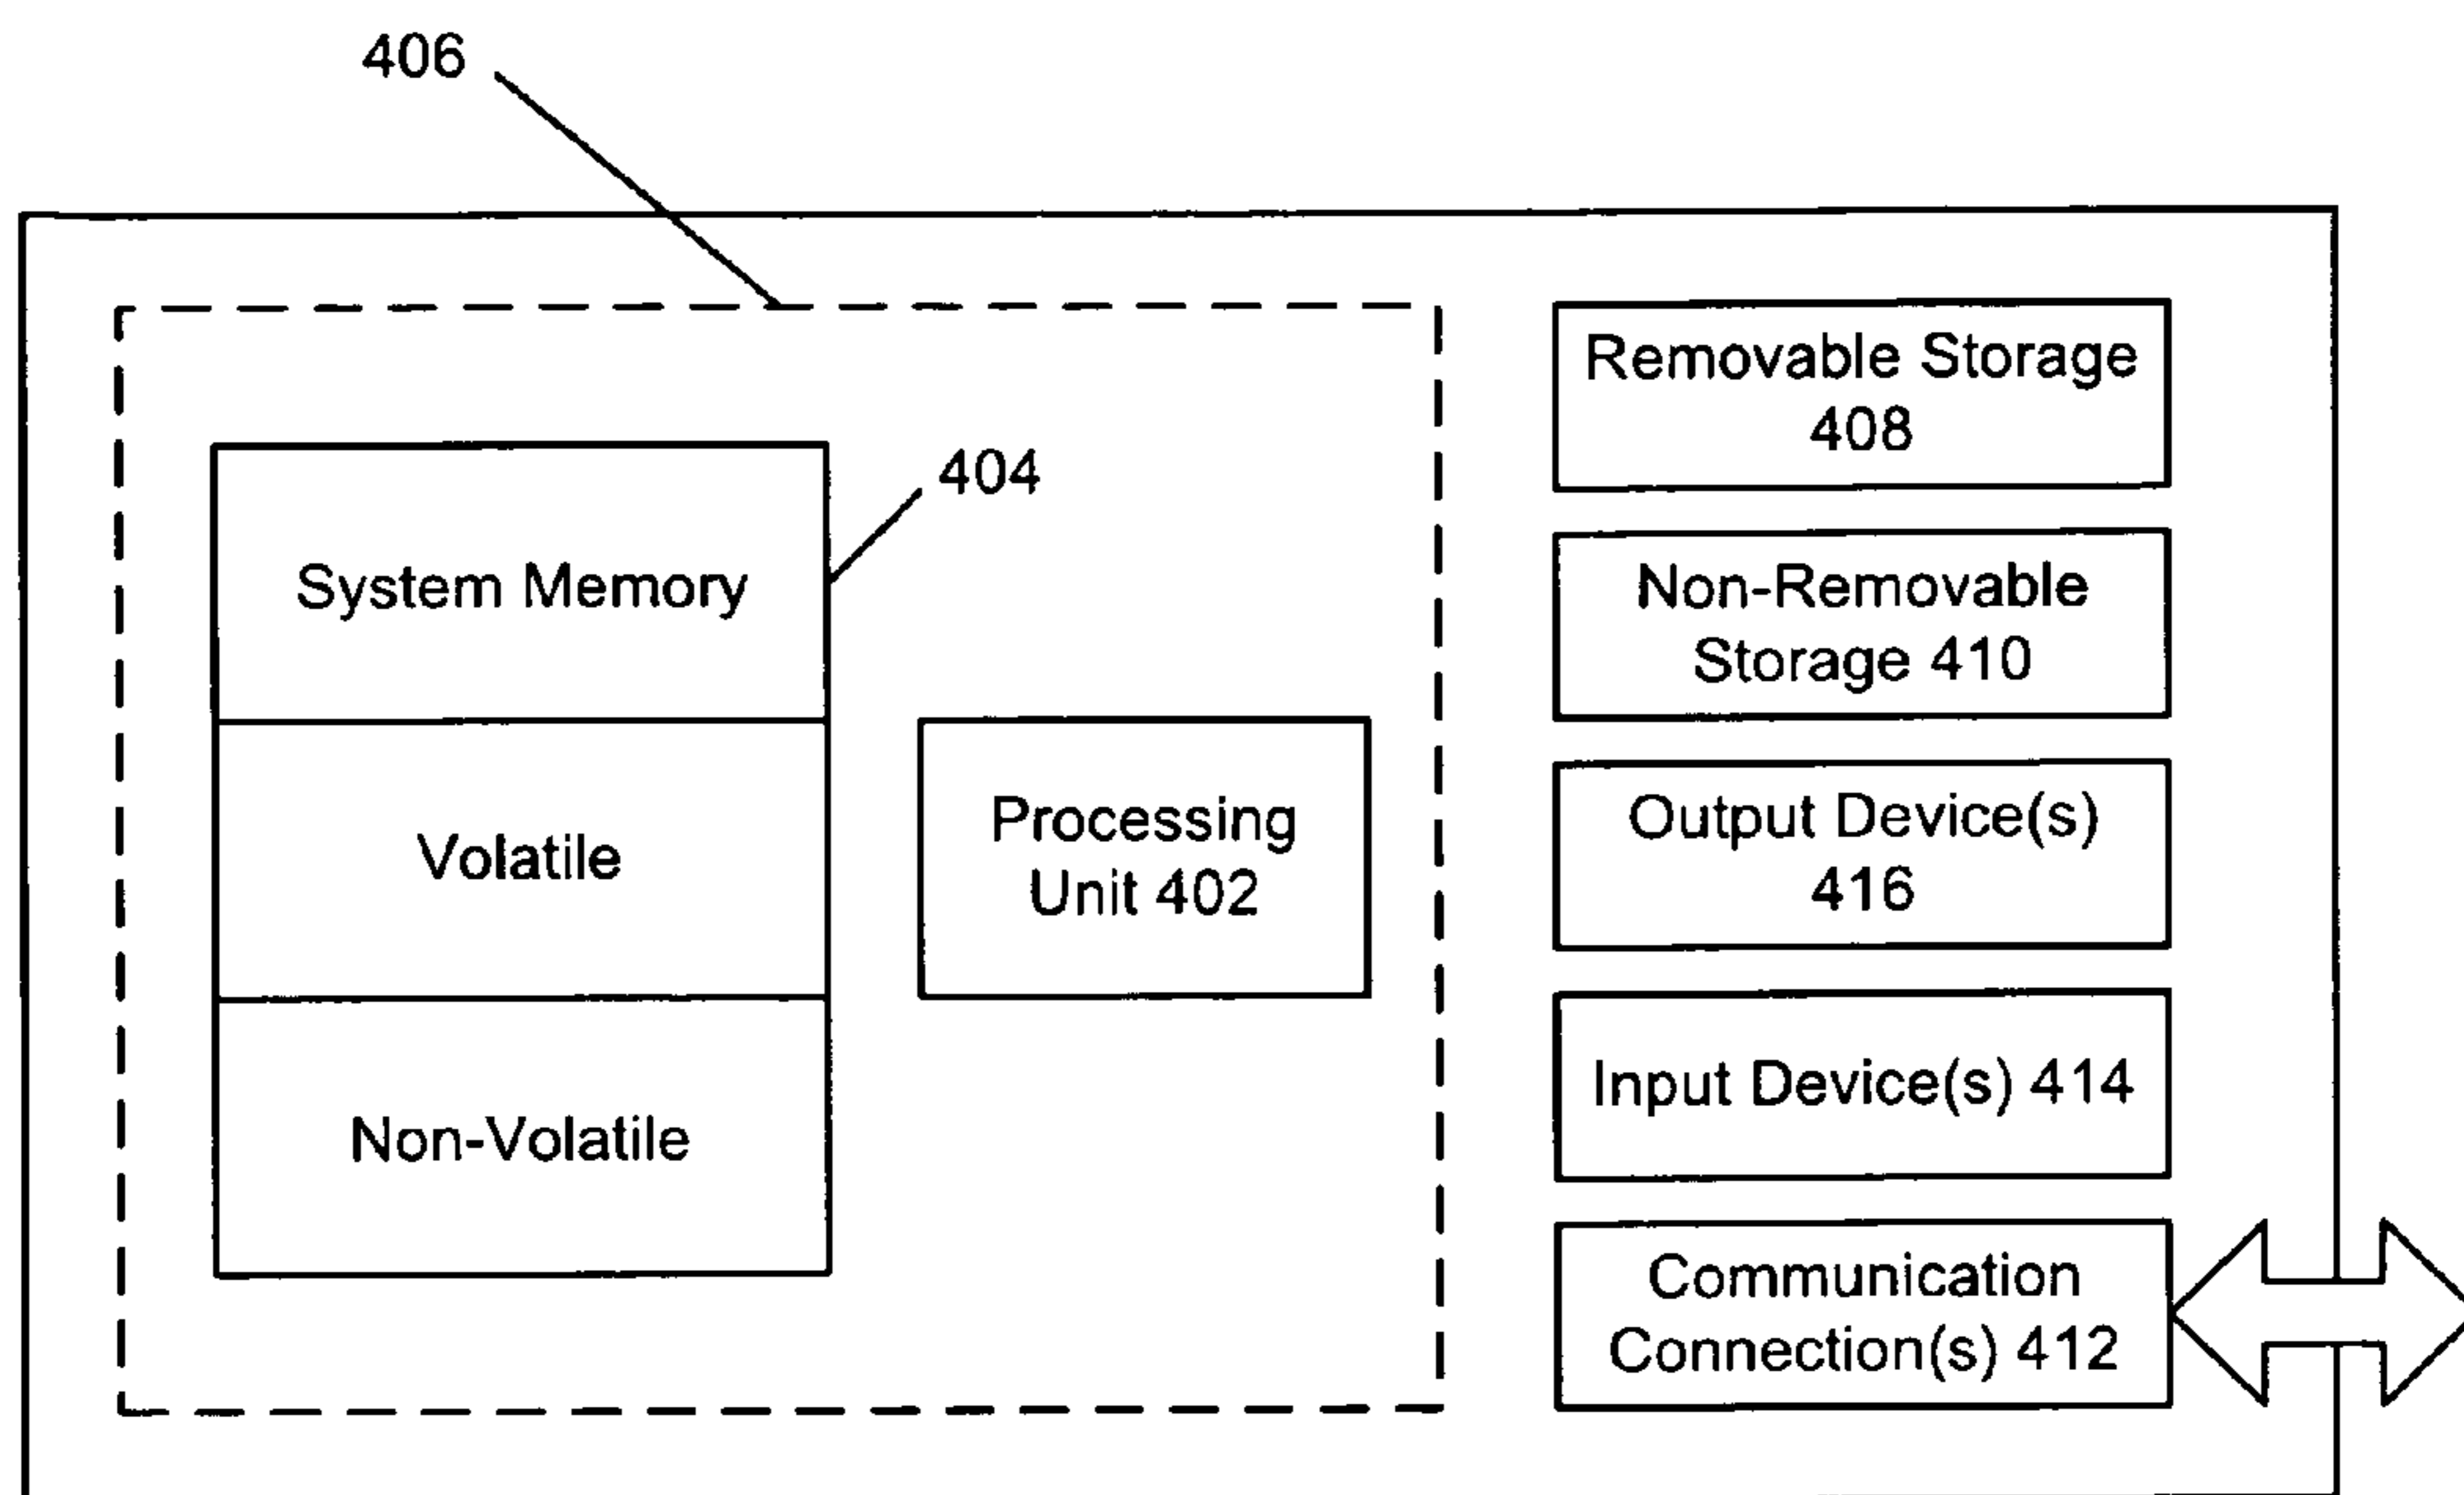 406
Removable Storage
408
404
System Memory
Non-Removable
Storage 410
Volatile
Processing
Unit 402
Output Device(s)
416
Non-Volatile
Input Device(s) 414
Communication
Connection(s) 412